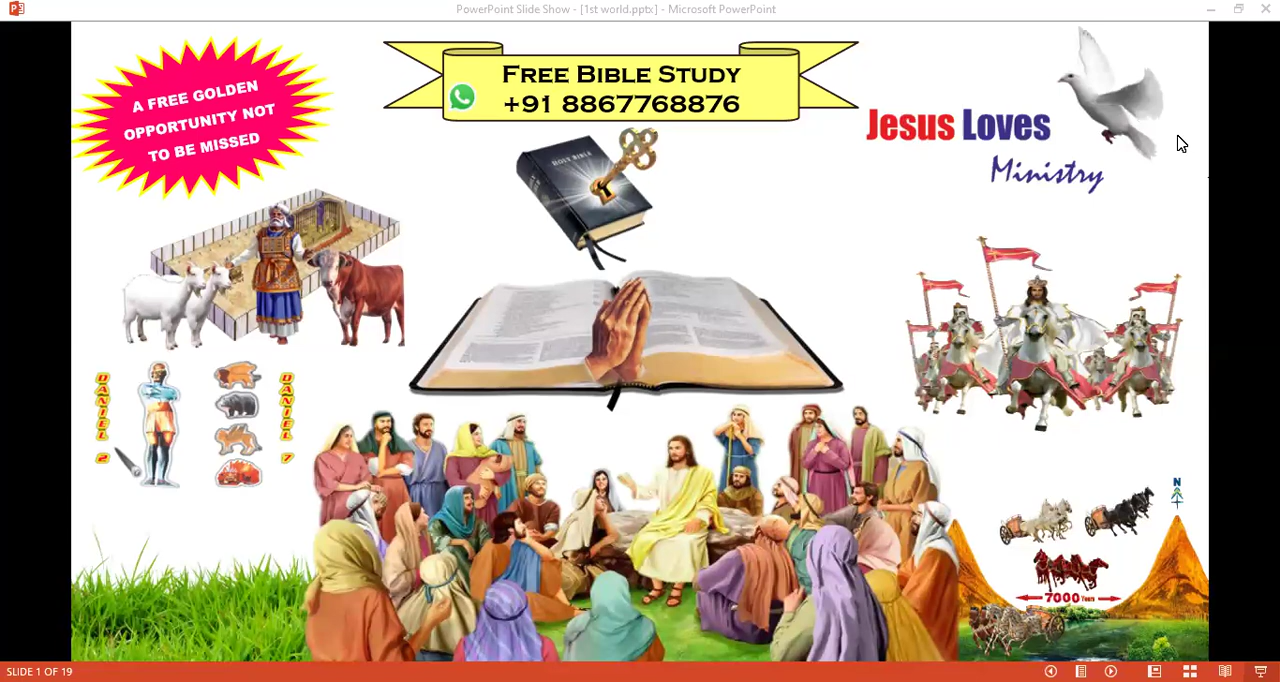 PowerPoint Slide Show - [1st world.pptx] - Microsoft PowerPoint
A FREE GOLDEN
OPPORTUNITY NOT
TO BE MISSED
FREE BIBLE STUDY
+91 8867768876
Jesus Loves
Ministry
HOLY BIBLE
DANIEL 2
DANIEL 7
N
7000 Years
SLIDE 1 OF 19